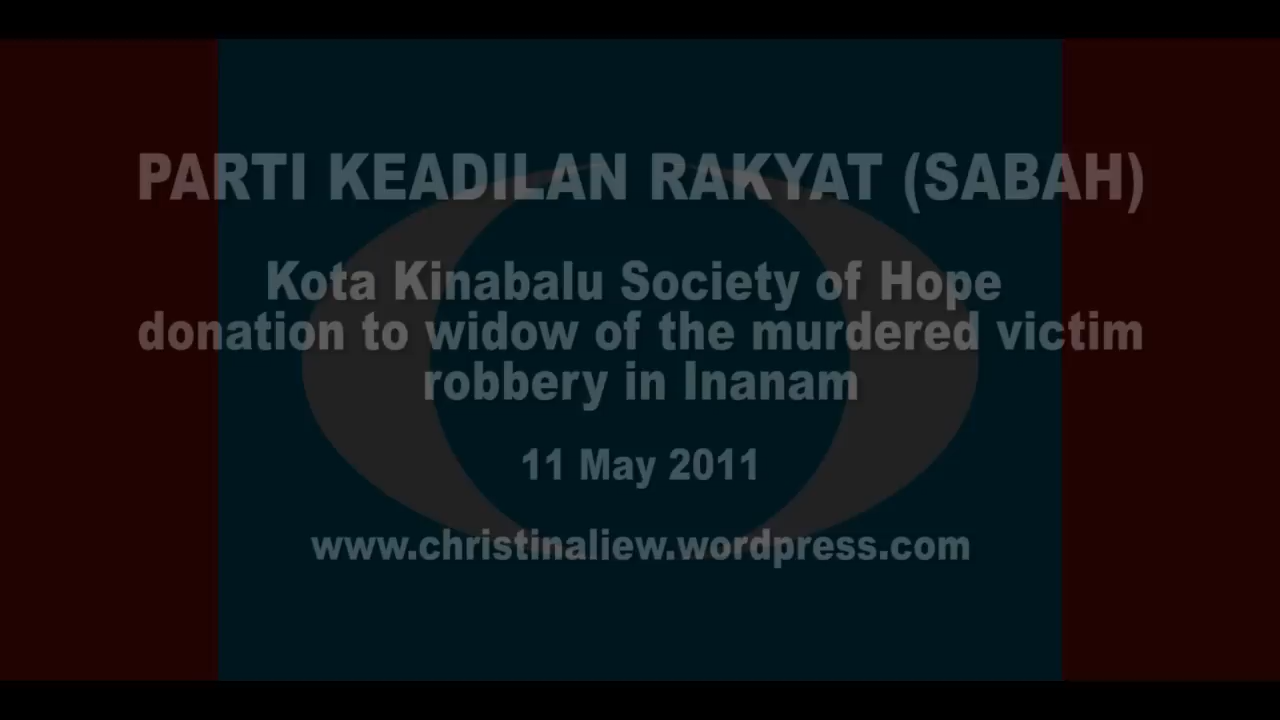 PARTI KEADILAN RAKYAT (SABAH)
Kota Kinabalu Society of Hope
donation to widow of the murdered victim
robbery in Inanam
11 May 2011
www.christinaliew.wordpress.com